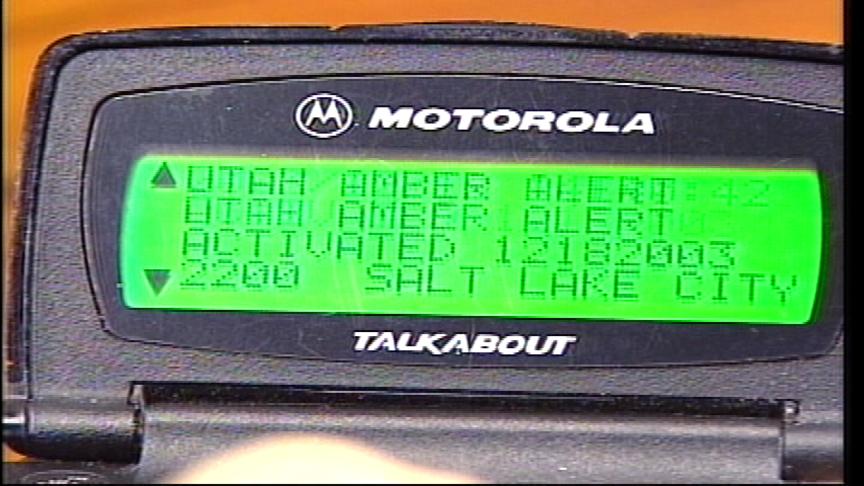 MOTOROLA
UTAH AMBER ALERT:42
UTAH AMBER ALERT
ACTIVATED 12182003
2200 SALT LAKE CITY
TALKABOUT